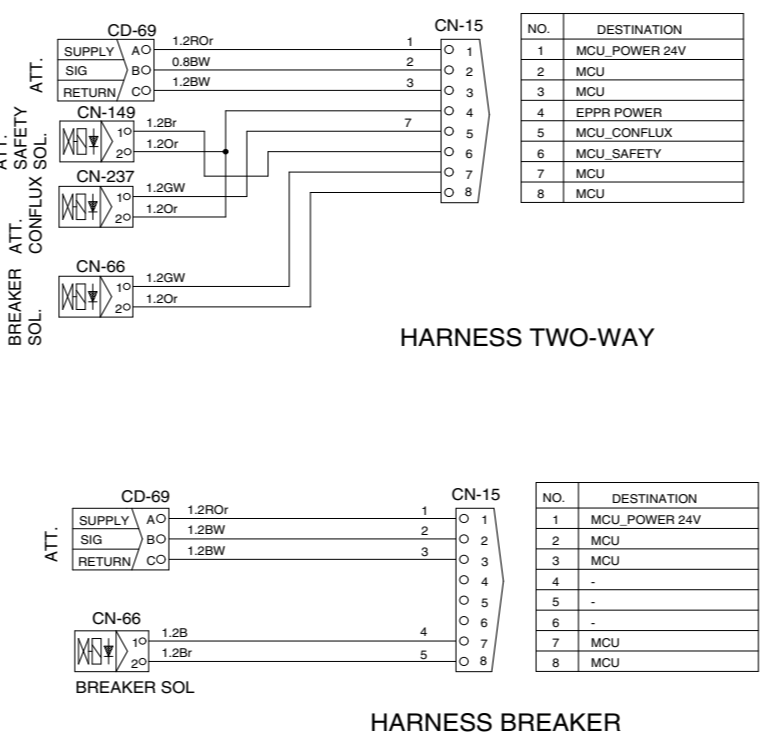 CD-69
SUPPLY A 1.2ROr 1
SIG B 0.8BW 2
RETURN C 1.2BW 3
ATT.
CN-149
1 1.2Br
2 1.2Or
ATT.
SAFETY
SOL.
CN-237
1 1.2GW 7
2 1.2Or
ATT.
CONFLUX
CN-66
1 1.2GW
2 1.2Or
BREAKER
SOL.
CN-15
1
2
3
4
5
6
7
8
NO. DESTINATION
1 MCU_POWER 24V
2 MCU
3 MCU
4 EPPR POWER
5 MCU_CONFLUX
6 MCU_SAFETY
7 MCU
8 MCU
HARNESS TWO-WAY
CD-69
SUPPLY A 1.2ROr 1
SIG B 1.2BW 2
RETURN C 1.2BW 3
ATT.
CN-66
1 1.2B 4
2 1.2Br 5
BREAKER SOL
CN-15
1
2
3
4
5
6
7
8
NO. DESTINATION
1 MCU_POWER 24V
2 MCU
3 MCU
4 -
5 -
6 -
7 MCU
8 MCU
HARNESS BREAKER